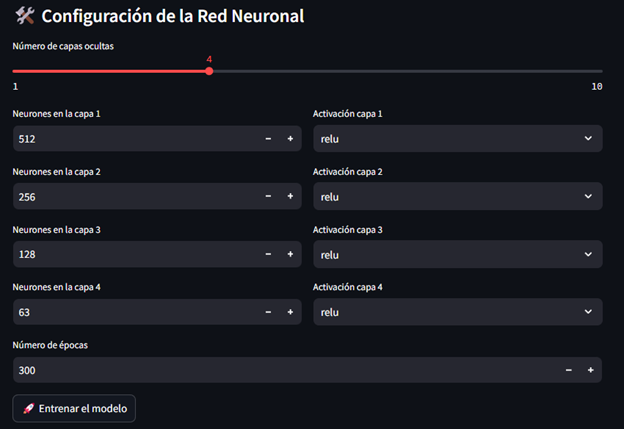 🛠️ Configuración de la Red Neuronal
Número de capas ocultas
4
1 10
Neurones en la capa 1 Activación capa 1
512 − + relu
Neurones en la capa 2 Activación capa 2
256 − + relu
Neurones en la capa 3 Activación capa 3
128 − + relu
Neurones en la capa 4 Activación capa 4
63 − + relu
Número de épocas
300 − +
🚀 Entrenar el modelo